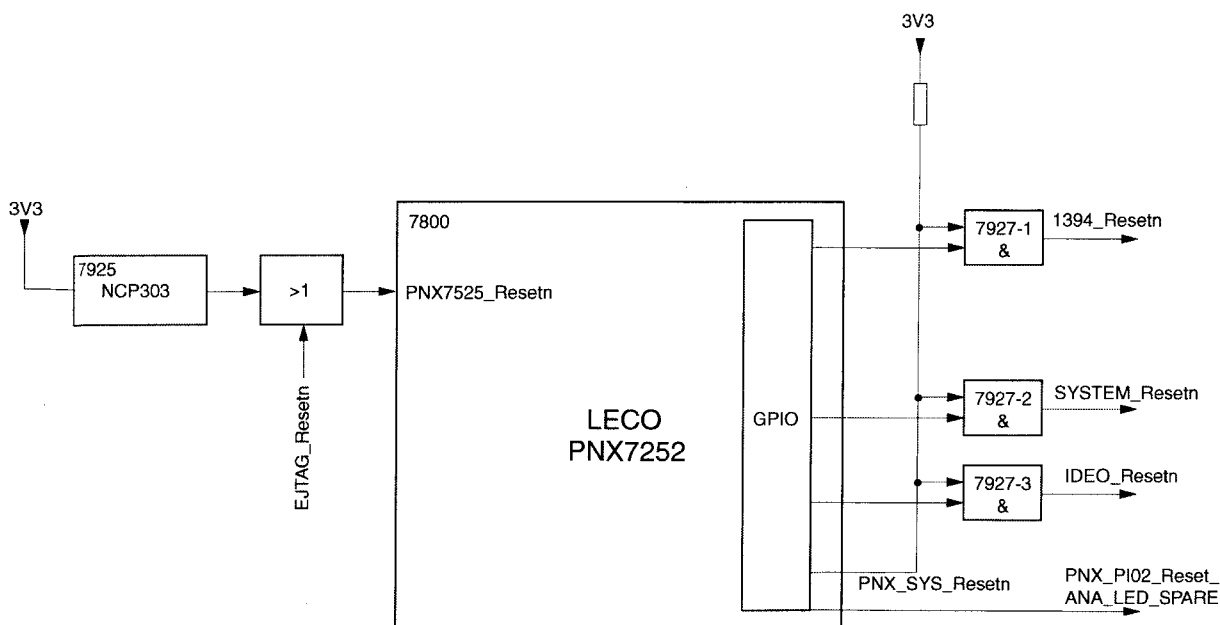 3V3
3V3
7800
7925
NCP303
>1
PNX7525_Resetn
EJTAG_Resetn
LECO
PNX7252
GPIO
7927-1
&
1394_Resetn
7927-2
&
SYSTEM_Resetn
7927-3
&
IDEO_Resetn
PNX_SYS_Resetn
PNX_PI02_Reset_
ANA_LED_SPARE